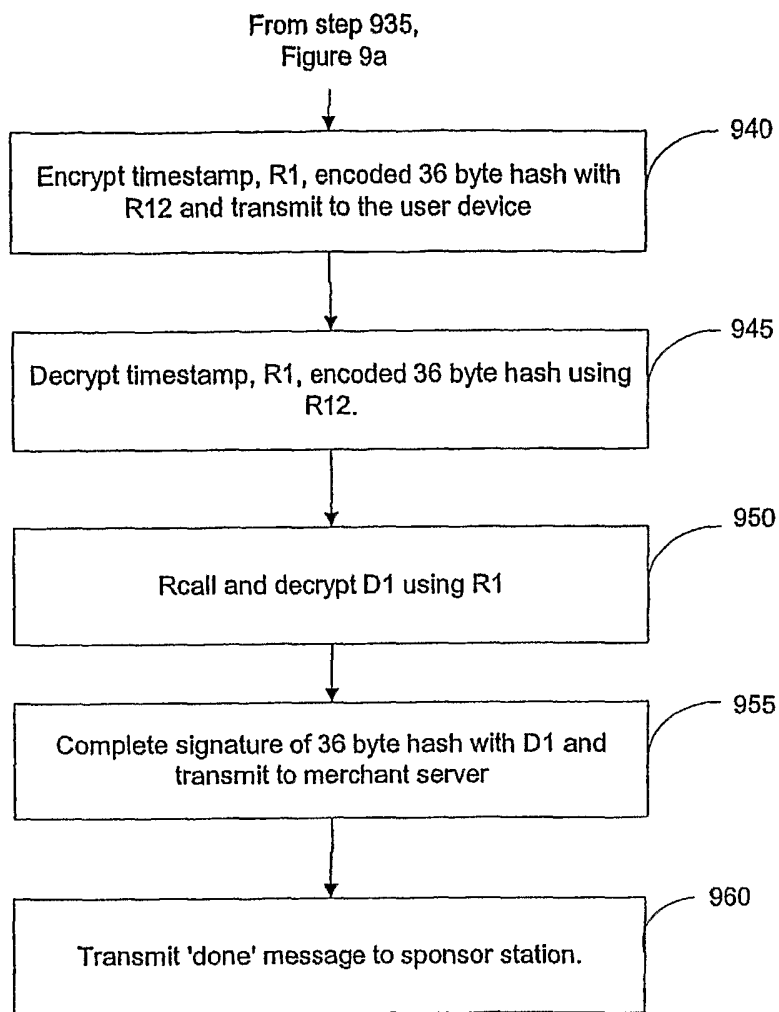 From step 935,
Figure 9a
940
Encrypt timestamp, R1, encoded 36 byte hash with
R12 and transmit to the user device
945
Decrypt timestamp, R1, encoded 36 byte hash using
R12.
950
Rcall and decrypt D1 using R1
955
Complete signature of 36 byte hash with D1 and
transmit to merchant server
960
Transmit 'done' message to sponsor station.